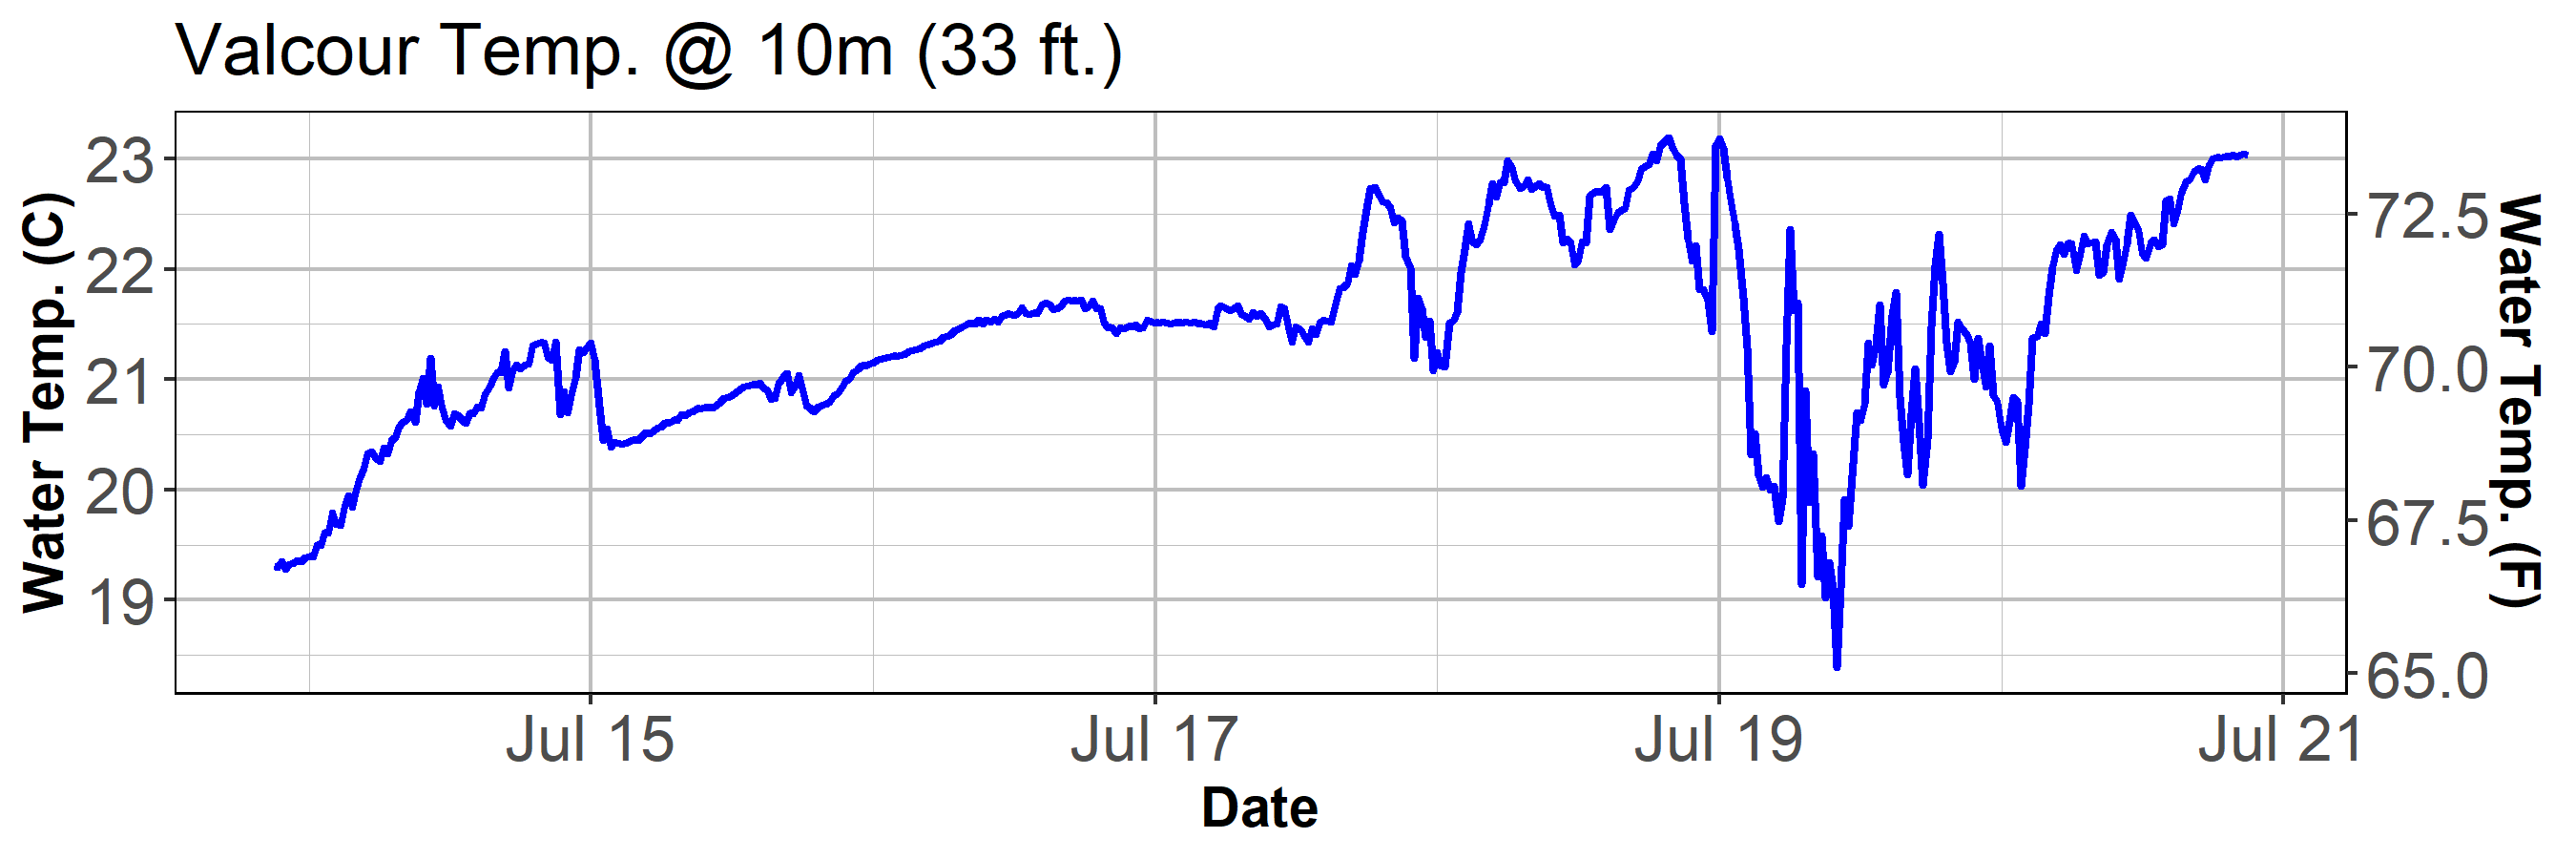 Valcour Temp. @ 10m (33 ft.)
Water Temp. (C)
23
22
21
20
19
72.5
70.0
67.5
65.0
Water Temp. (F)
Jul 15
Jul 17
Jul 19
Jul 21
Date